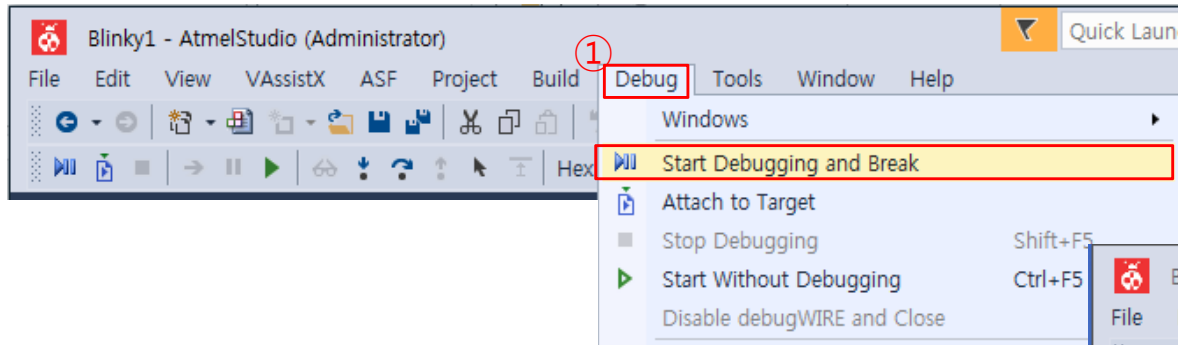 Blinky1 - AtmelStudio (Administrator)
Quick Laun
①
File Edit View VAssistX ASF Project Build Debug Tools Window Help
Windows
Hex
Start Debugging and Break
Attach to Target
Stop Debugging Shift+F5
Start Without Debugging Ctrl+F5
Disable debugWIRE and Close
File